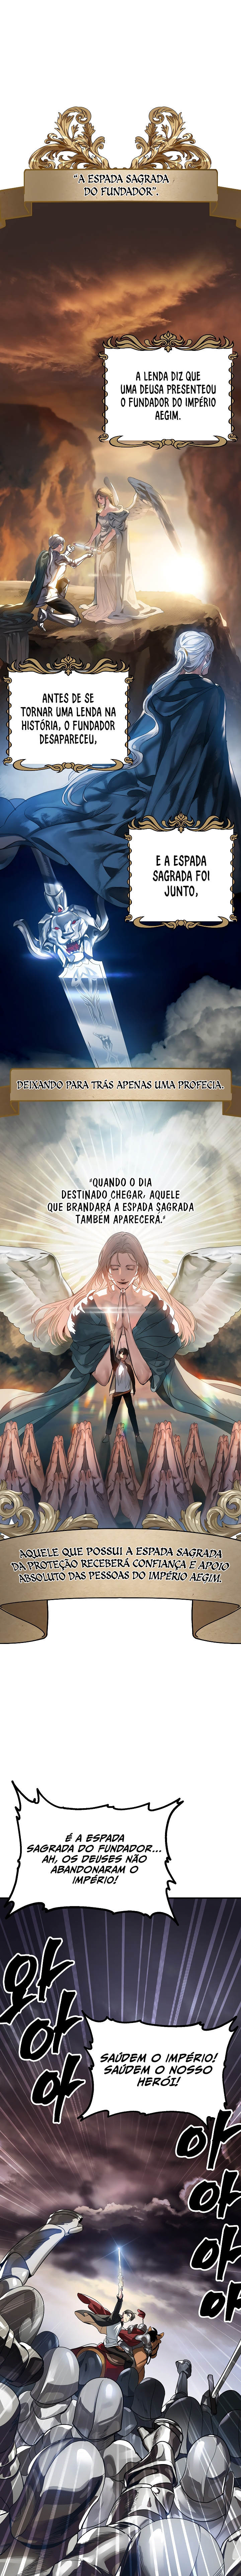 "A ESPADA SAGRADA
DO FUNDADOR".
A LENDA DIZ QUE
UMA DEUSA PRESENTEOU
O FUNDADOR DO IMPÉRIO
AEGIM.
ANTES DE SE
TORNAR UMA LENDA NA
HISTÓRIA, O FUNDADOR
DESAPARECEU,
E A ESPADA
SAGRADA FOI
JUNTO,
DEIXANDO PARA TRÁS APENAS UMA PROFECIA.
"QUANDO O DIA
DESTINADO CHEGAR, AQUELE
QUE BRANDARÁ A ESPADA SAGRADA
TAMBÉM APARECERÁ."
AQUELE QUE POSSUI A ESPADA SAGRADA
DA PROTEÇÃO RECEBERÁ CONFIANÇA E APOIO
ABSOLUTO DAS PESSOAS DO IMPÉRIO AEGIM.
É A ESPADA
SAGRADA DO FUNDADOR...
AH, OS DEUSES NÃO
ABANDONARAM O
IMPÉRIO!
와
아
아
SAÚDEM O IMPÉRIO!
SAÚDEM O NOSSO
HERÓI!
아
아
아
아